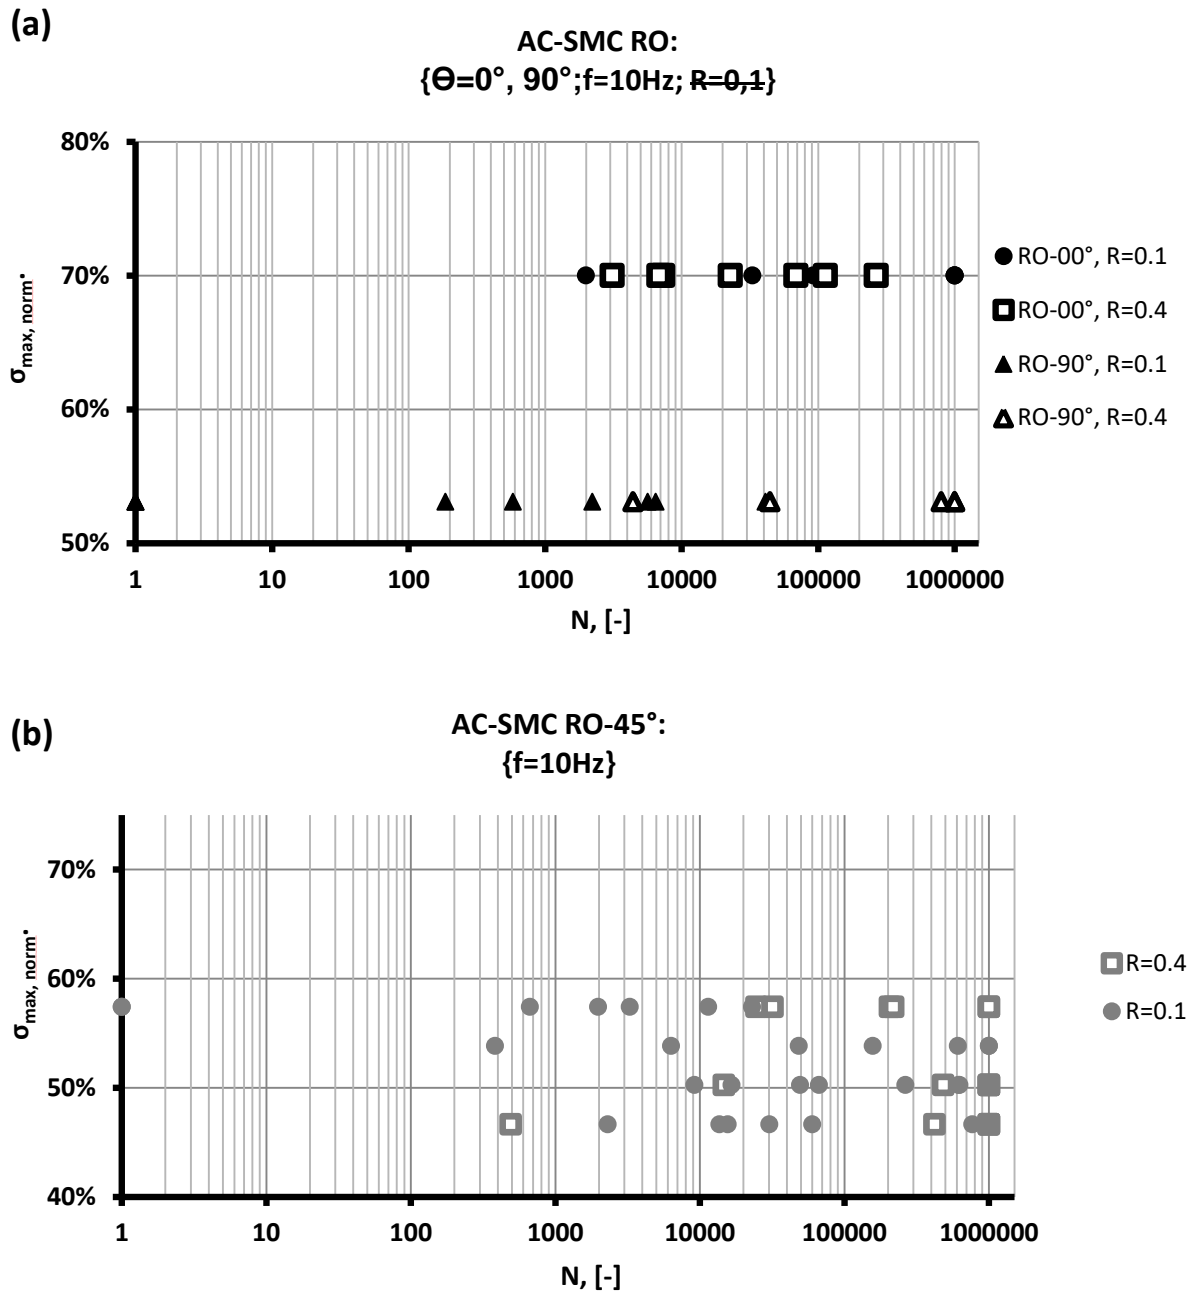 (a)
AC-SMC RO:
{Ө=0°, 90°;f=10Hz; R=0,1}
80%
70%
60%
50%
σmax, norm.
1 10 100 1000 10000 100000 1000000
N, [-]
RO-00°, R=0.1
RO-00°, R=0.4
RO-90°, R=0.1
RO-90°, R=0.4
(b)
AC-SMC RO-45°:
{f=10Hz}
70%
60%
50%
40%
σmax, norm.
1 10 100 1000 10000 100000 1000000
N, [-]
R=0.4
R=0.1